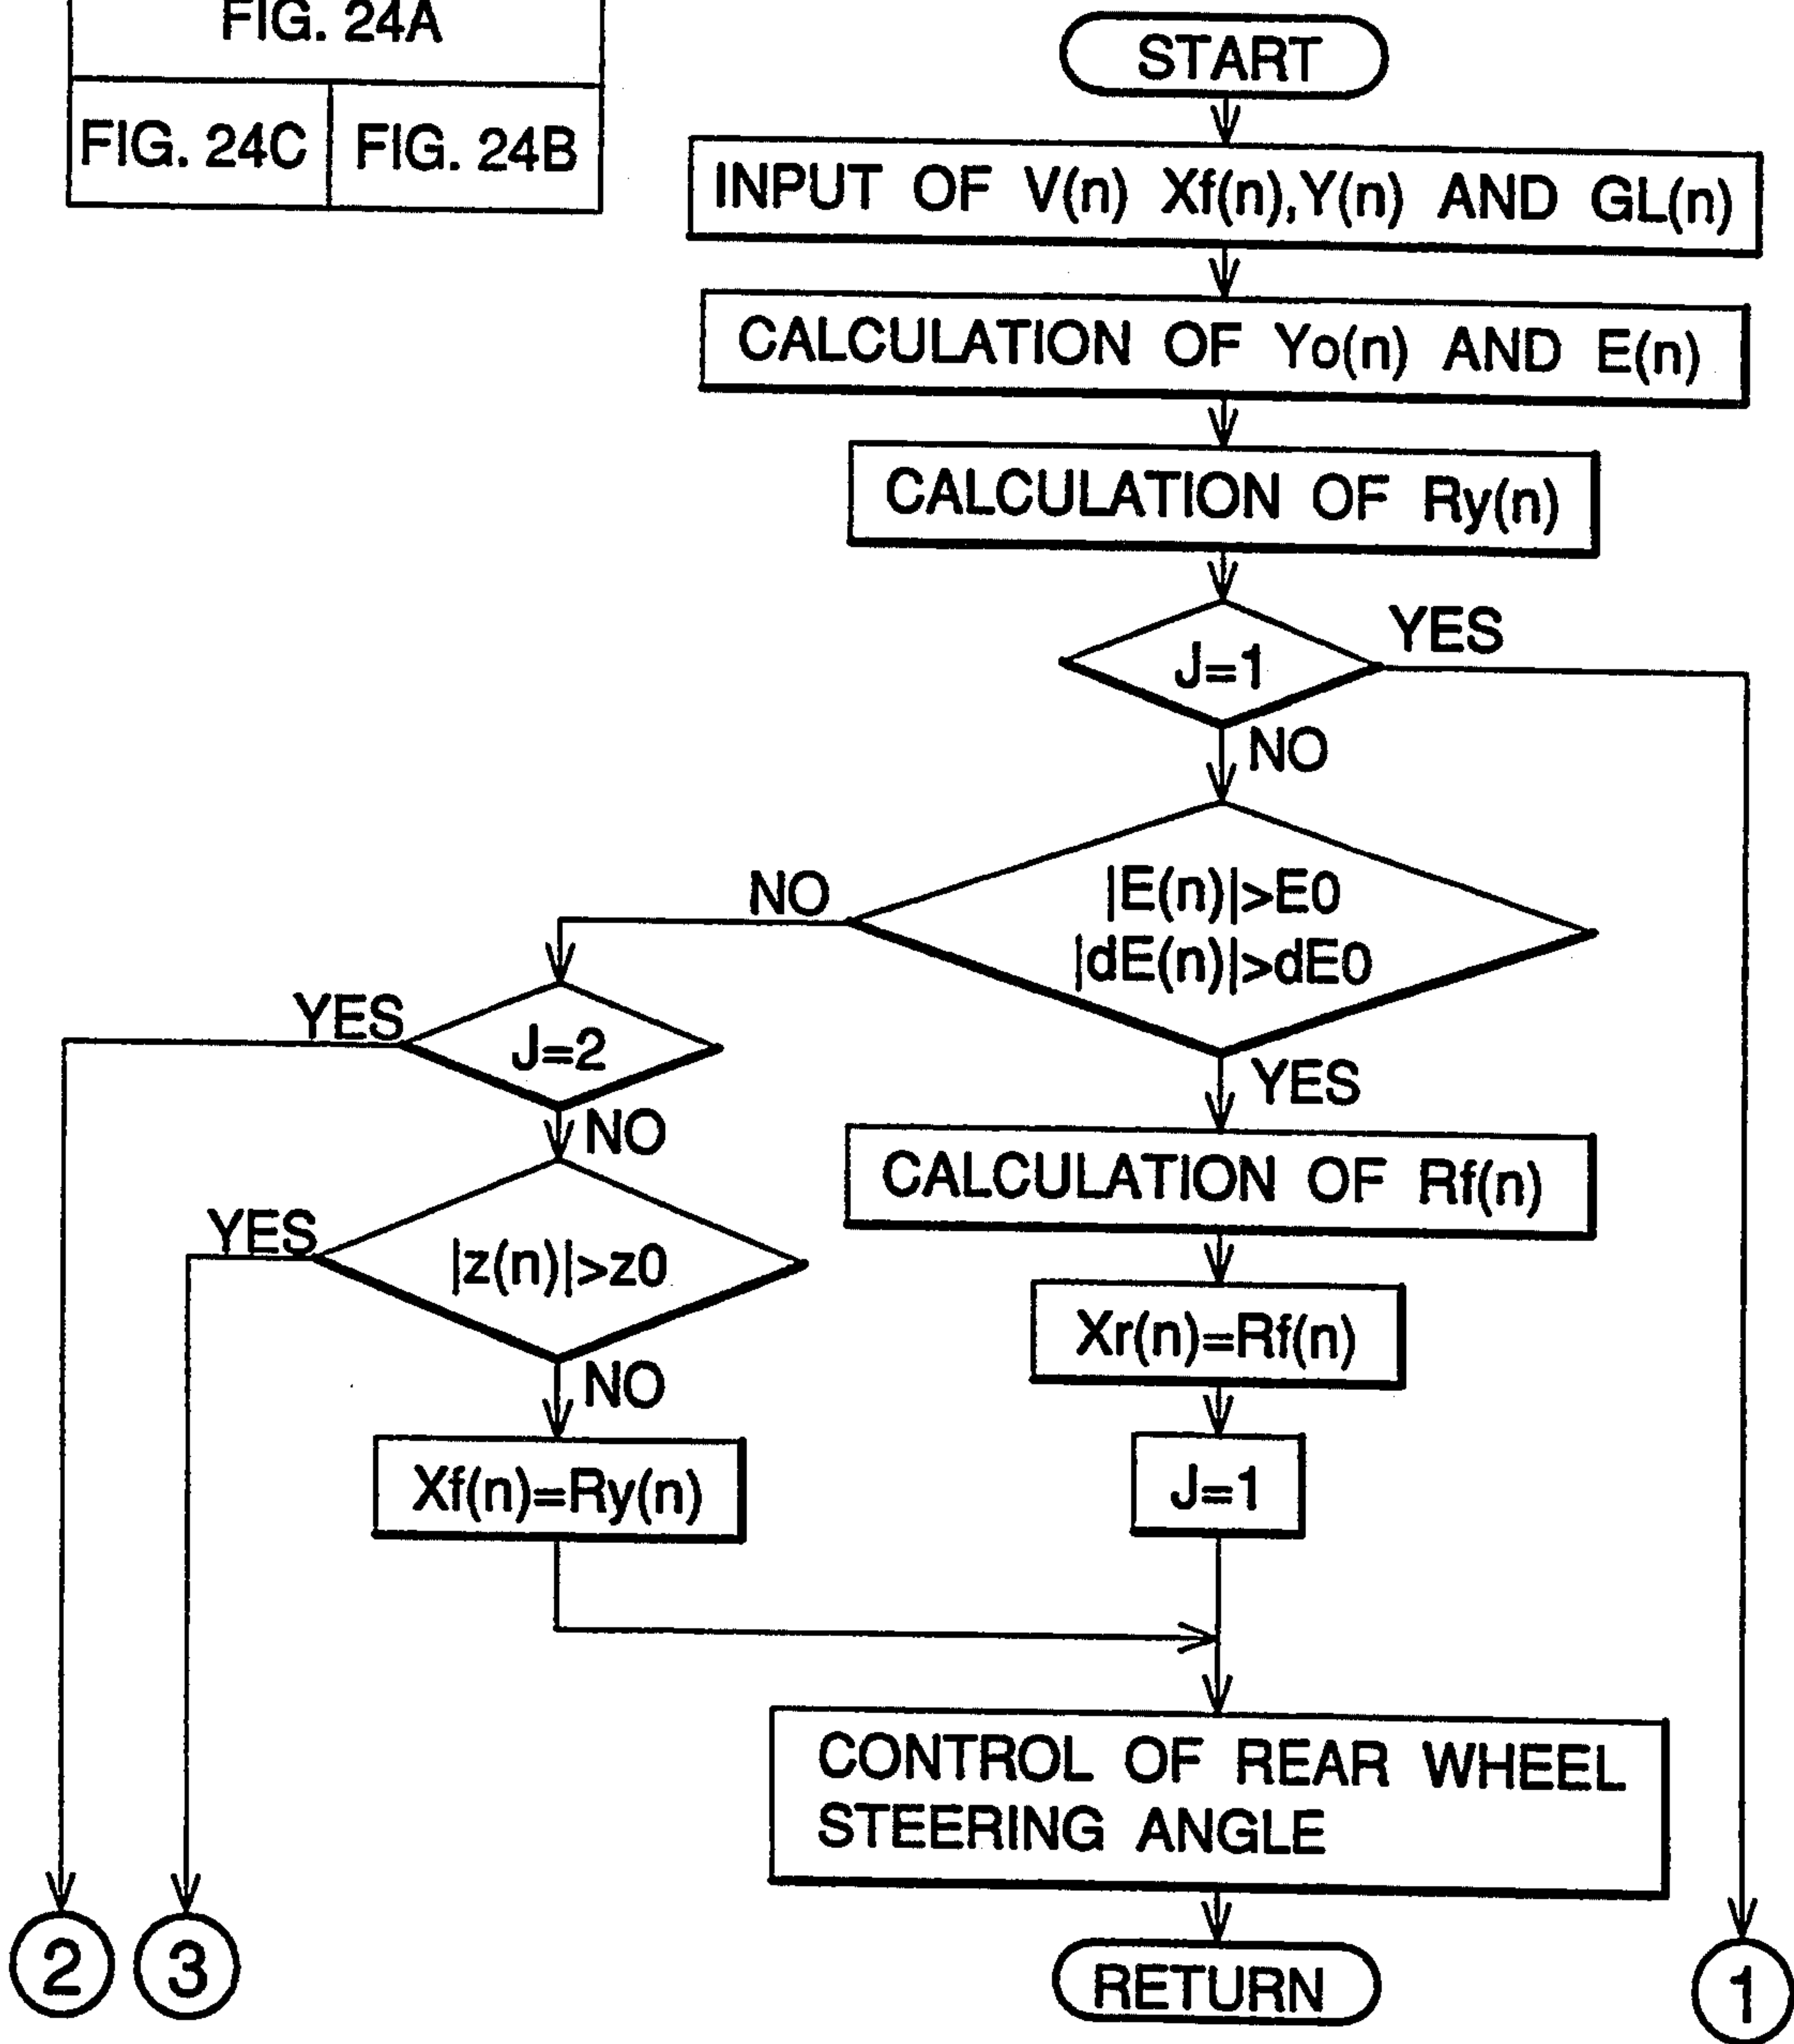 FIG. 24A
FIG. 24C
FIG. 24B
START
INPUT OF V(n) Xf(n),Y(n) AND GL(n)
CALCULATION OF Yo(n) AND E(n)
CALCULATION OF Ry(n)
J=1
YES
NO
|E(n)|>E0
|dE(n)|>dE0
NO
YES
J=2
YES
NO
|z(n)|>z0
YES
NO
Xf(n)=Ry(n)
CALCULATION OF Rf(n)
Xr(n)=Rf(n)
J=1
CONTROL OF REAR WHEEL
STEERING ANGLE
RETURN
2
3
1